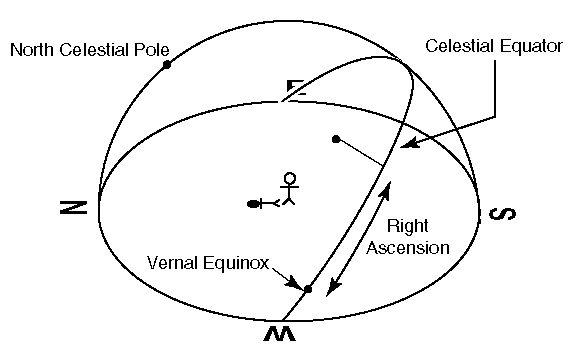 North Celestial Pole
Celestial Equator
E
N
S
Right
Ascension
Vernal Equinox
W